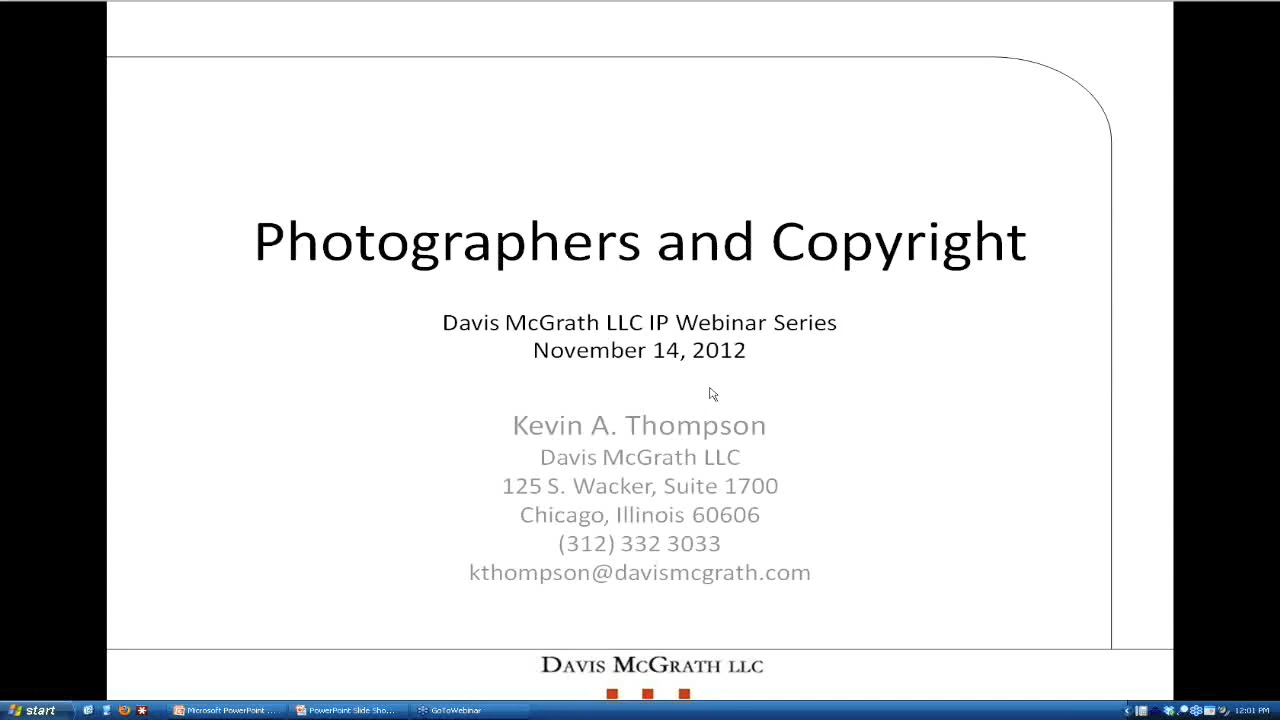 Photographers and Copyright
Davis McGrath LLC IP Webinar Series
November 14, 2012
Kevin A. Thompson
Davis McGrath LLC
125 S. Wacker, Suite 1700
Chicago, Illinois 60606
(312) 332 3033
kthompson@davismcgrath.com
DAVIS MCGRATH LLC
start
Microsoft PowerPoint ...
PowerPoint Slide Sho...
GoToWebinar
12:01 PM